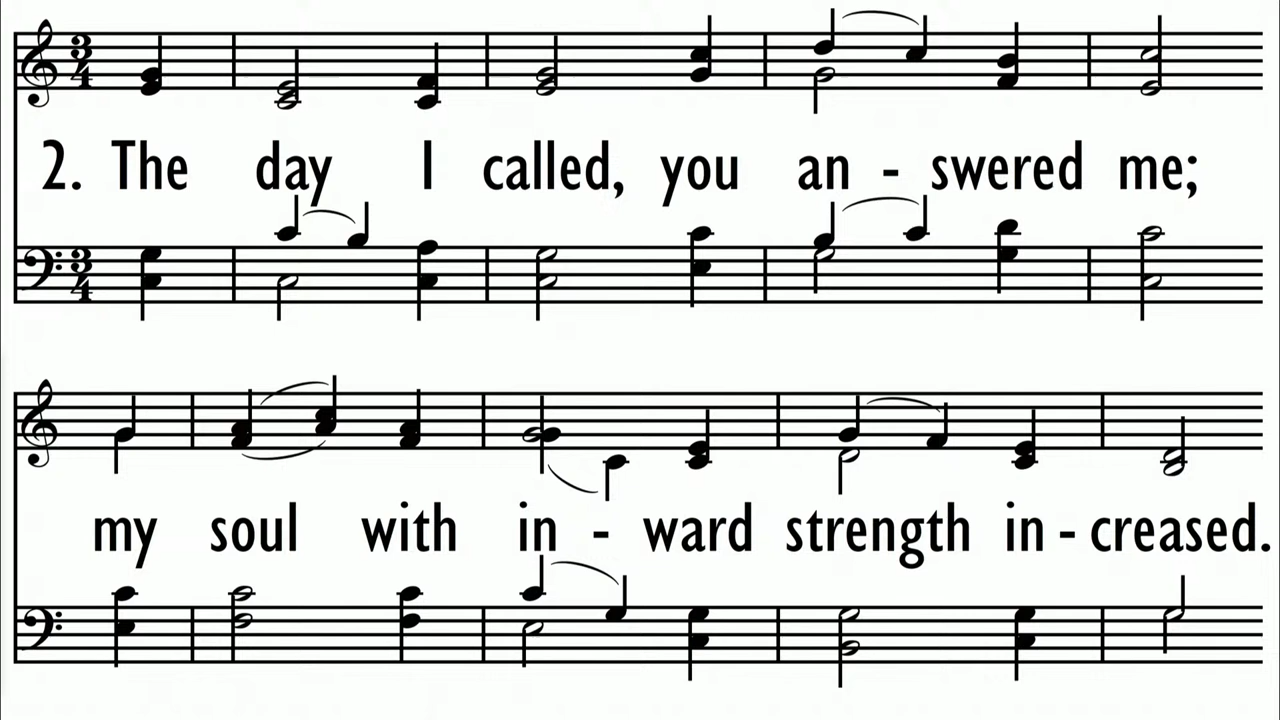 2. The day I called, you an - swered me;
my soul with in - ward strength in - creased.